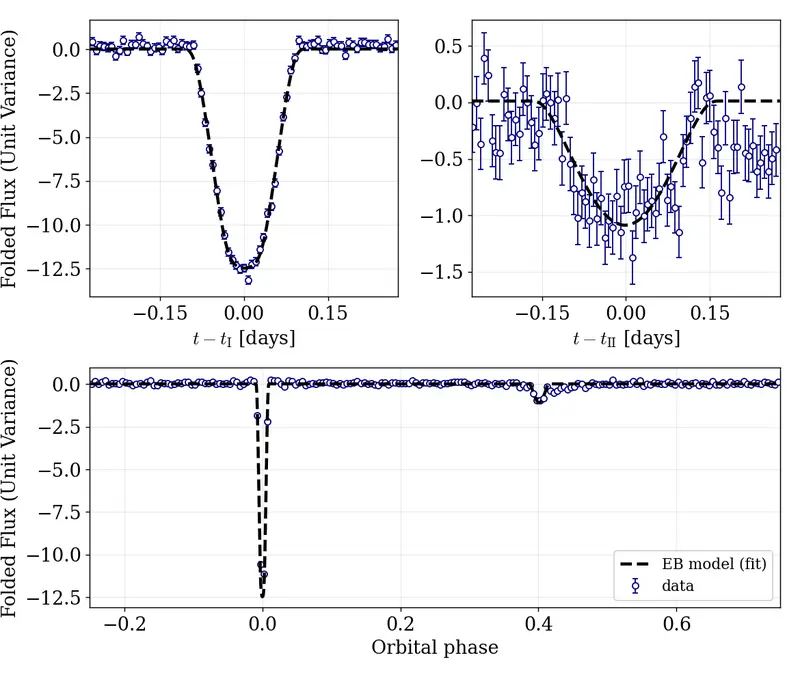 Folded Flux (Unit Variance)
0.0
−2.5
−5.0
−7.5
−10.0
−12.5
−0.15 0.00 0.15
t − tI [days]
0.5
0.0
−0.5
−1.0
−1.5
−0.15 0.00 0.15
t − tII [days]
Folded Flux (Unit Variance)
0.0
−2.5
−5.0
−7.5
−10.0
−12.5
−0.2 0.0 0.2 0.4 0.6
Orbital phase
EB model (fit)
data